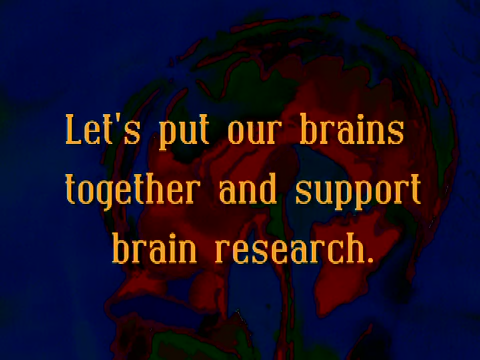 Let's put our brains
together and support
brain research.